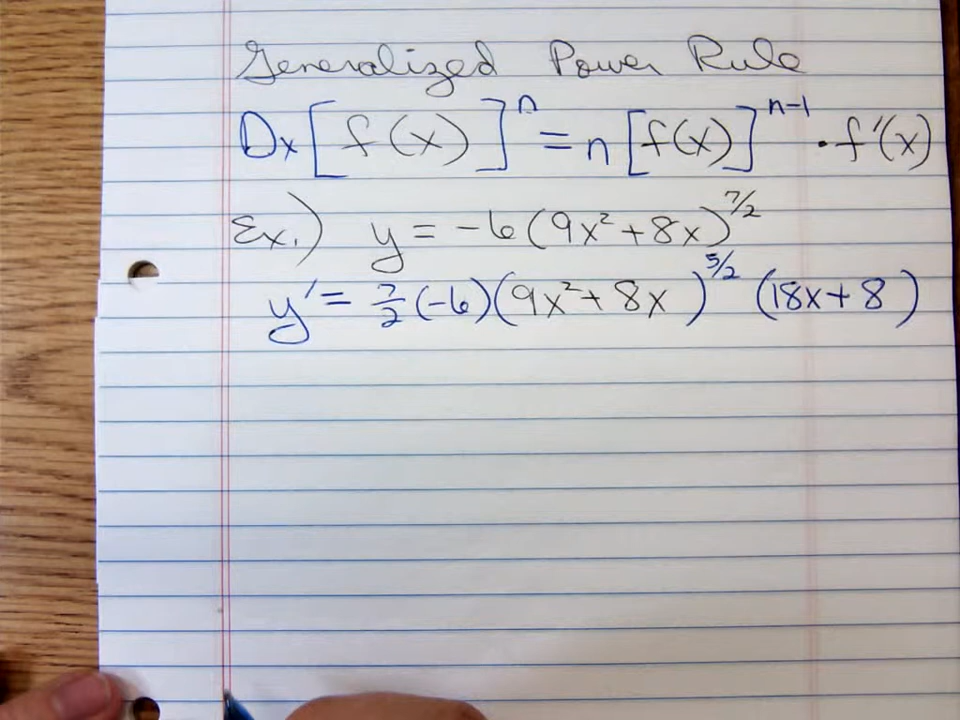 Generalized Power Rule
Dx[f(x)]^n = n[f(x)]^{n-1} · f'(x)
Ex.) y = -6(9x²+8x)^{7/2}
y' = 7/2(-6)(9x²+8x)^{5/2}(18x+8)